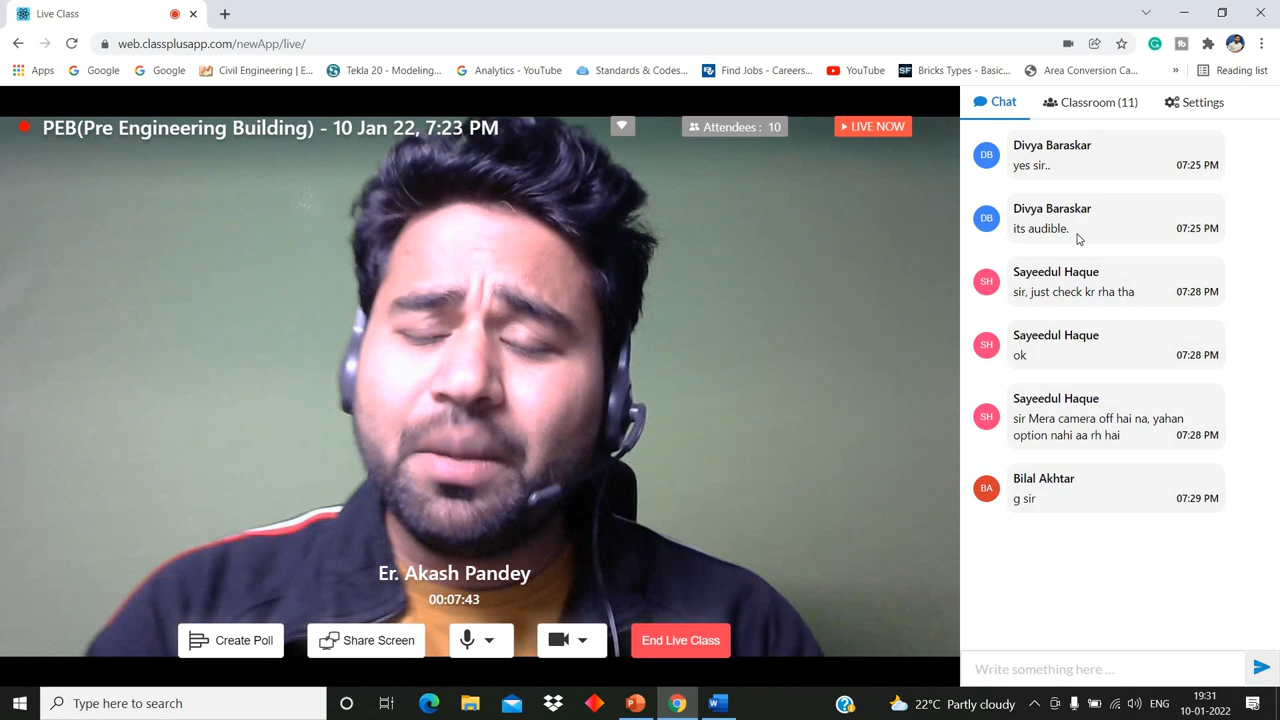 Live Class
web.classplusapp.com/newApp/live/
Apps
Google
Google
Civil Engineering | E...
Tekla 20 - Modeling...
Analytics - YouTube
Standards & Codes...
Find Jobs - Careers...
YouTube
Bricks Types - Basic...
Area Conversion Ca...
»
Reading list
PEB(Pre Engineering Building) - 10 Jan 22, 7:23 PM
Attendees : 10
LIVE NOW
Er. Akash Pandey
00:07:43
Create Poll
Share Screen
End Live Class
Chat
Classroom (11)
Settings
DB
Divya Baraskar
yes sir..
07:25 PM
DB
Divya Baraskar
its audible.
07:25 PM
SH
Sayeedul Haque
sir, just check kr rha tha
07:28 PM
SH
Sayeedul Haque
ok
07:28 PM
SH
Sayeedul Haque
sir Mera camera off hai na, yahan
option nahi aa rh hai
07:28 PM
BA
Bilal Akhtar
g sir
07:29 PM
Write something here ...
Type here to search
22°C Partly cloudy
ENG
19:31
10-01-2022